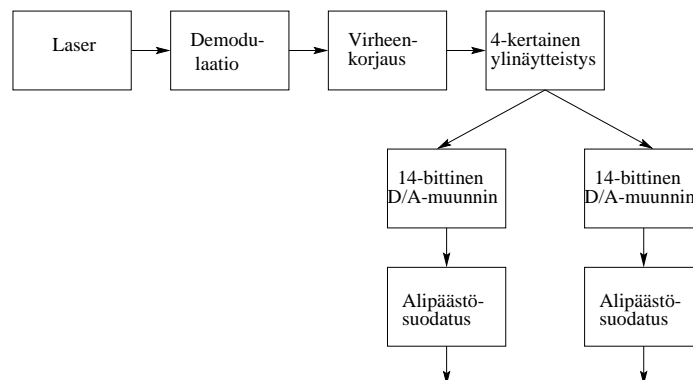 Laser
Demodu-
laatio
Virheen-
korjaus
4-kertainen
ylinäytteistys
14-bittinen
D/A-muunnin
14-bittinen
D/A-muunnin
Alipäästö-
suodatus
Alipäästö-
suodatus